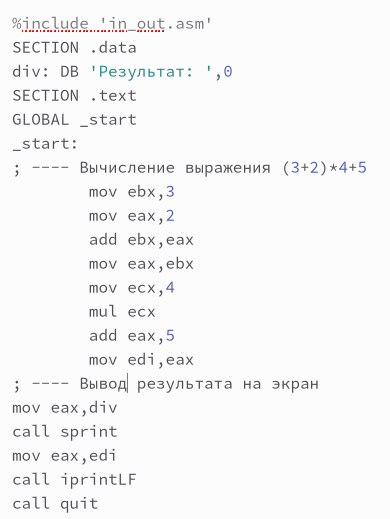 %include 'in_out.asm'
SECTION .data
div: DB 'Результат: ',0
SECTION .text
GLOBAL _start
_start:
; ---- Вычисление выражения (3+2)*4+5
mov ebx,3
mov eax,2
add ebx,eax
mov eax,ebx
mov ecx,4
mul ecx
add eax,5
mov edi,eax
; ---- Вывод результата на экран
mov eax,div
call sprint
mov eax,edi
call iprintLF
call quit